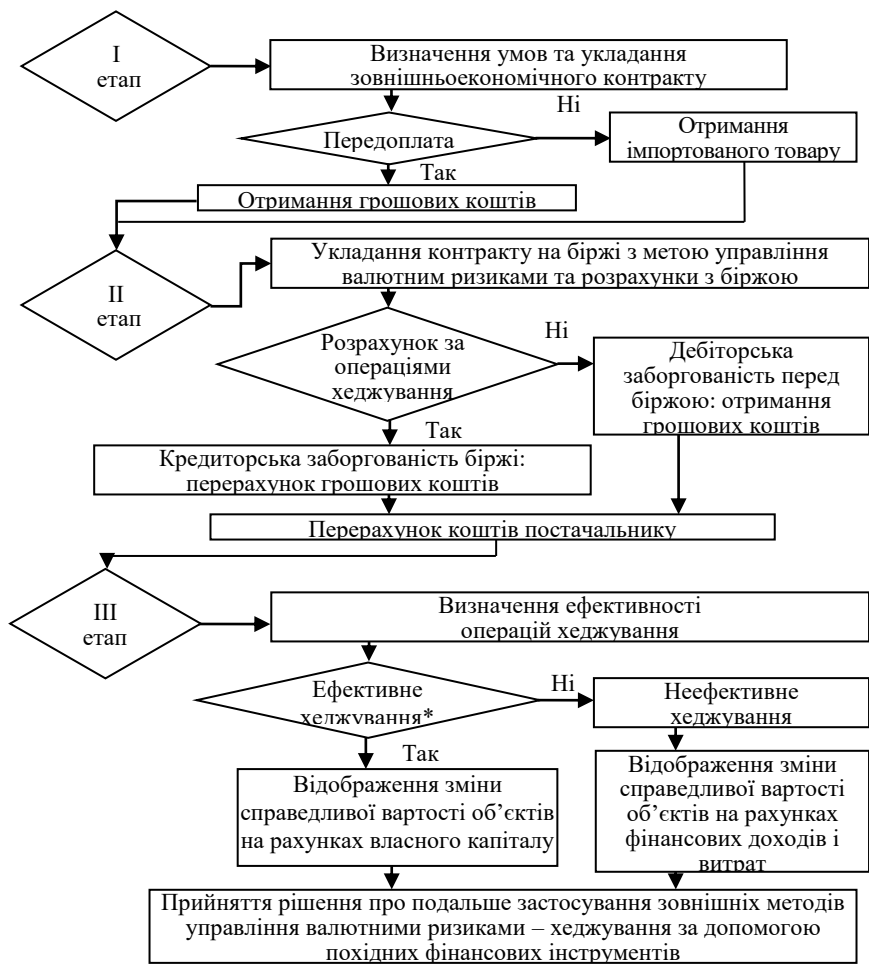 І
етап
Визначення умов та укладання
зовнішньоекономічного контракту
Ні
Передоплата
Отримання
імпортованого товару
Так
Отримання грошових коштів
ІІ
етап
Укладання контракту на біржі з метою управління
валютним ризиками та розрахунки з біржою
Ні
Розрахунок за
операціями
хеджування
Дебіторська
заборгованість перед
біржою: отримання
грошових коштів
Так
Кредиторська заборгованість біржі:
перерахунок грошових коштів
Перерахунок коштів постачальнику
ІІІ
етап
Визначення ефективності
операцій хеджування
Ефективне
хеджування*
Ні
Неефективне
хеджування
Так
Відображення зміни
справедливої вартості об’єктів
на рахунках власного капіталу
Відображення зміни
справедливої вартості
об’єктів на рахунках
фінансових доходів і
витрат
Прийняття рішення про подальше застосування зовнішніх методів
управління валютними ризиками – хеджування за допомогою
похідних фінансових інструментів